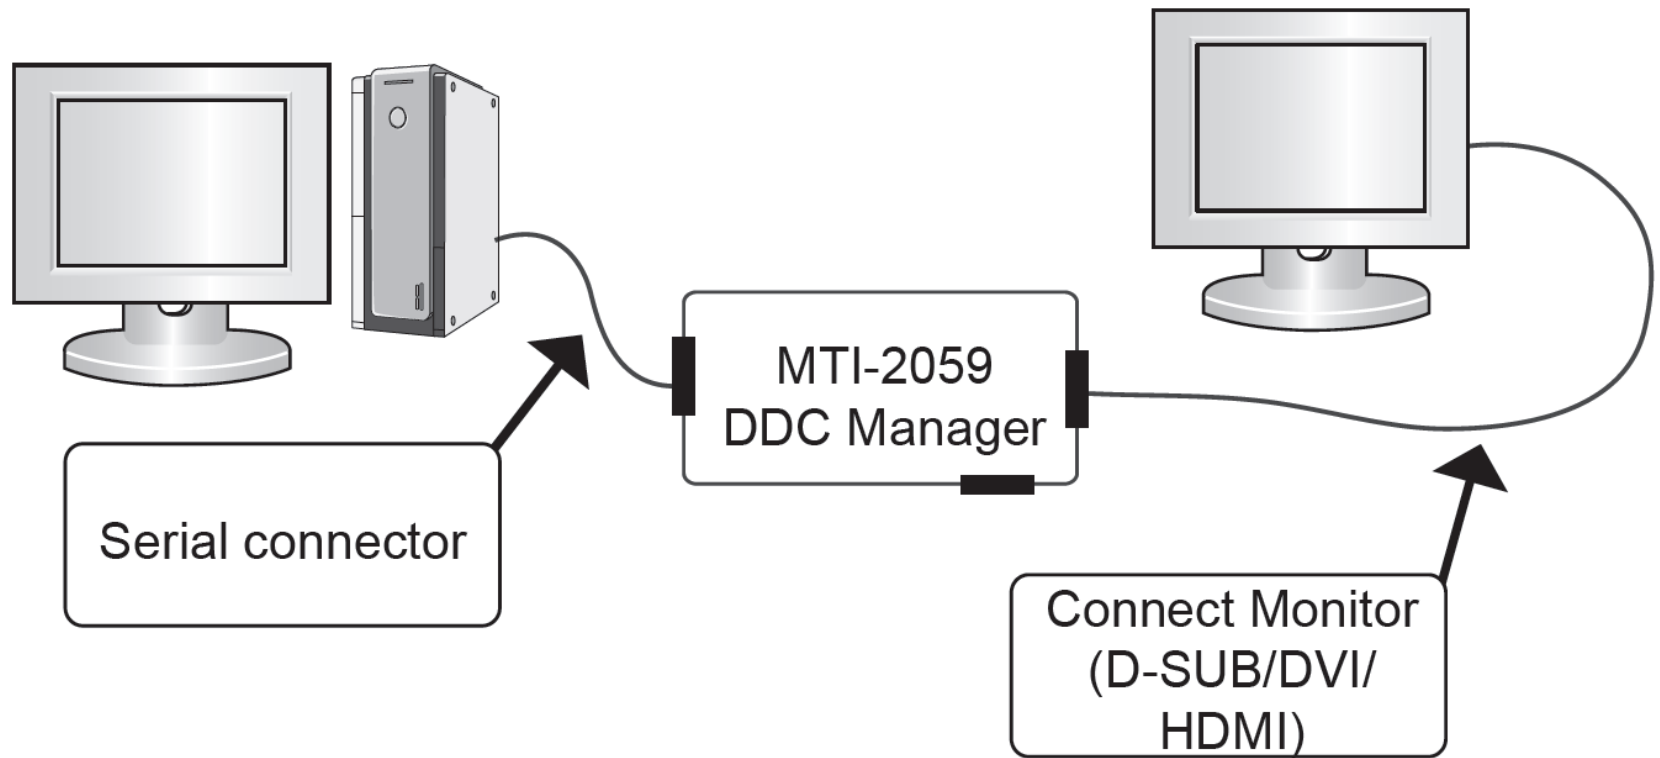 MTI-2059
DDC Manager
Serial connector
Connect Monitor
(D-SUB/DVI/
HDMI)